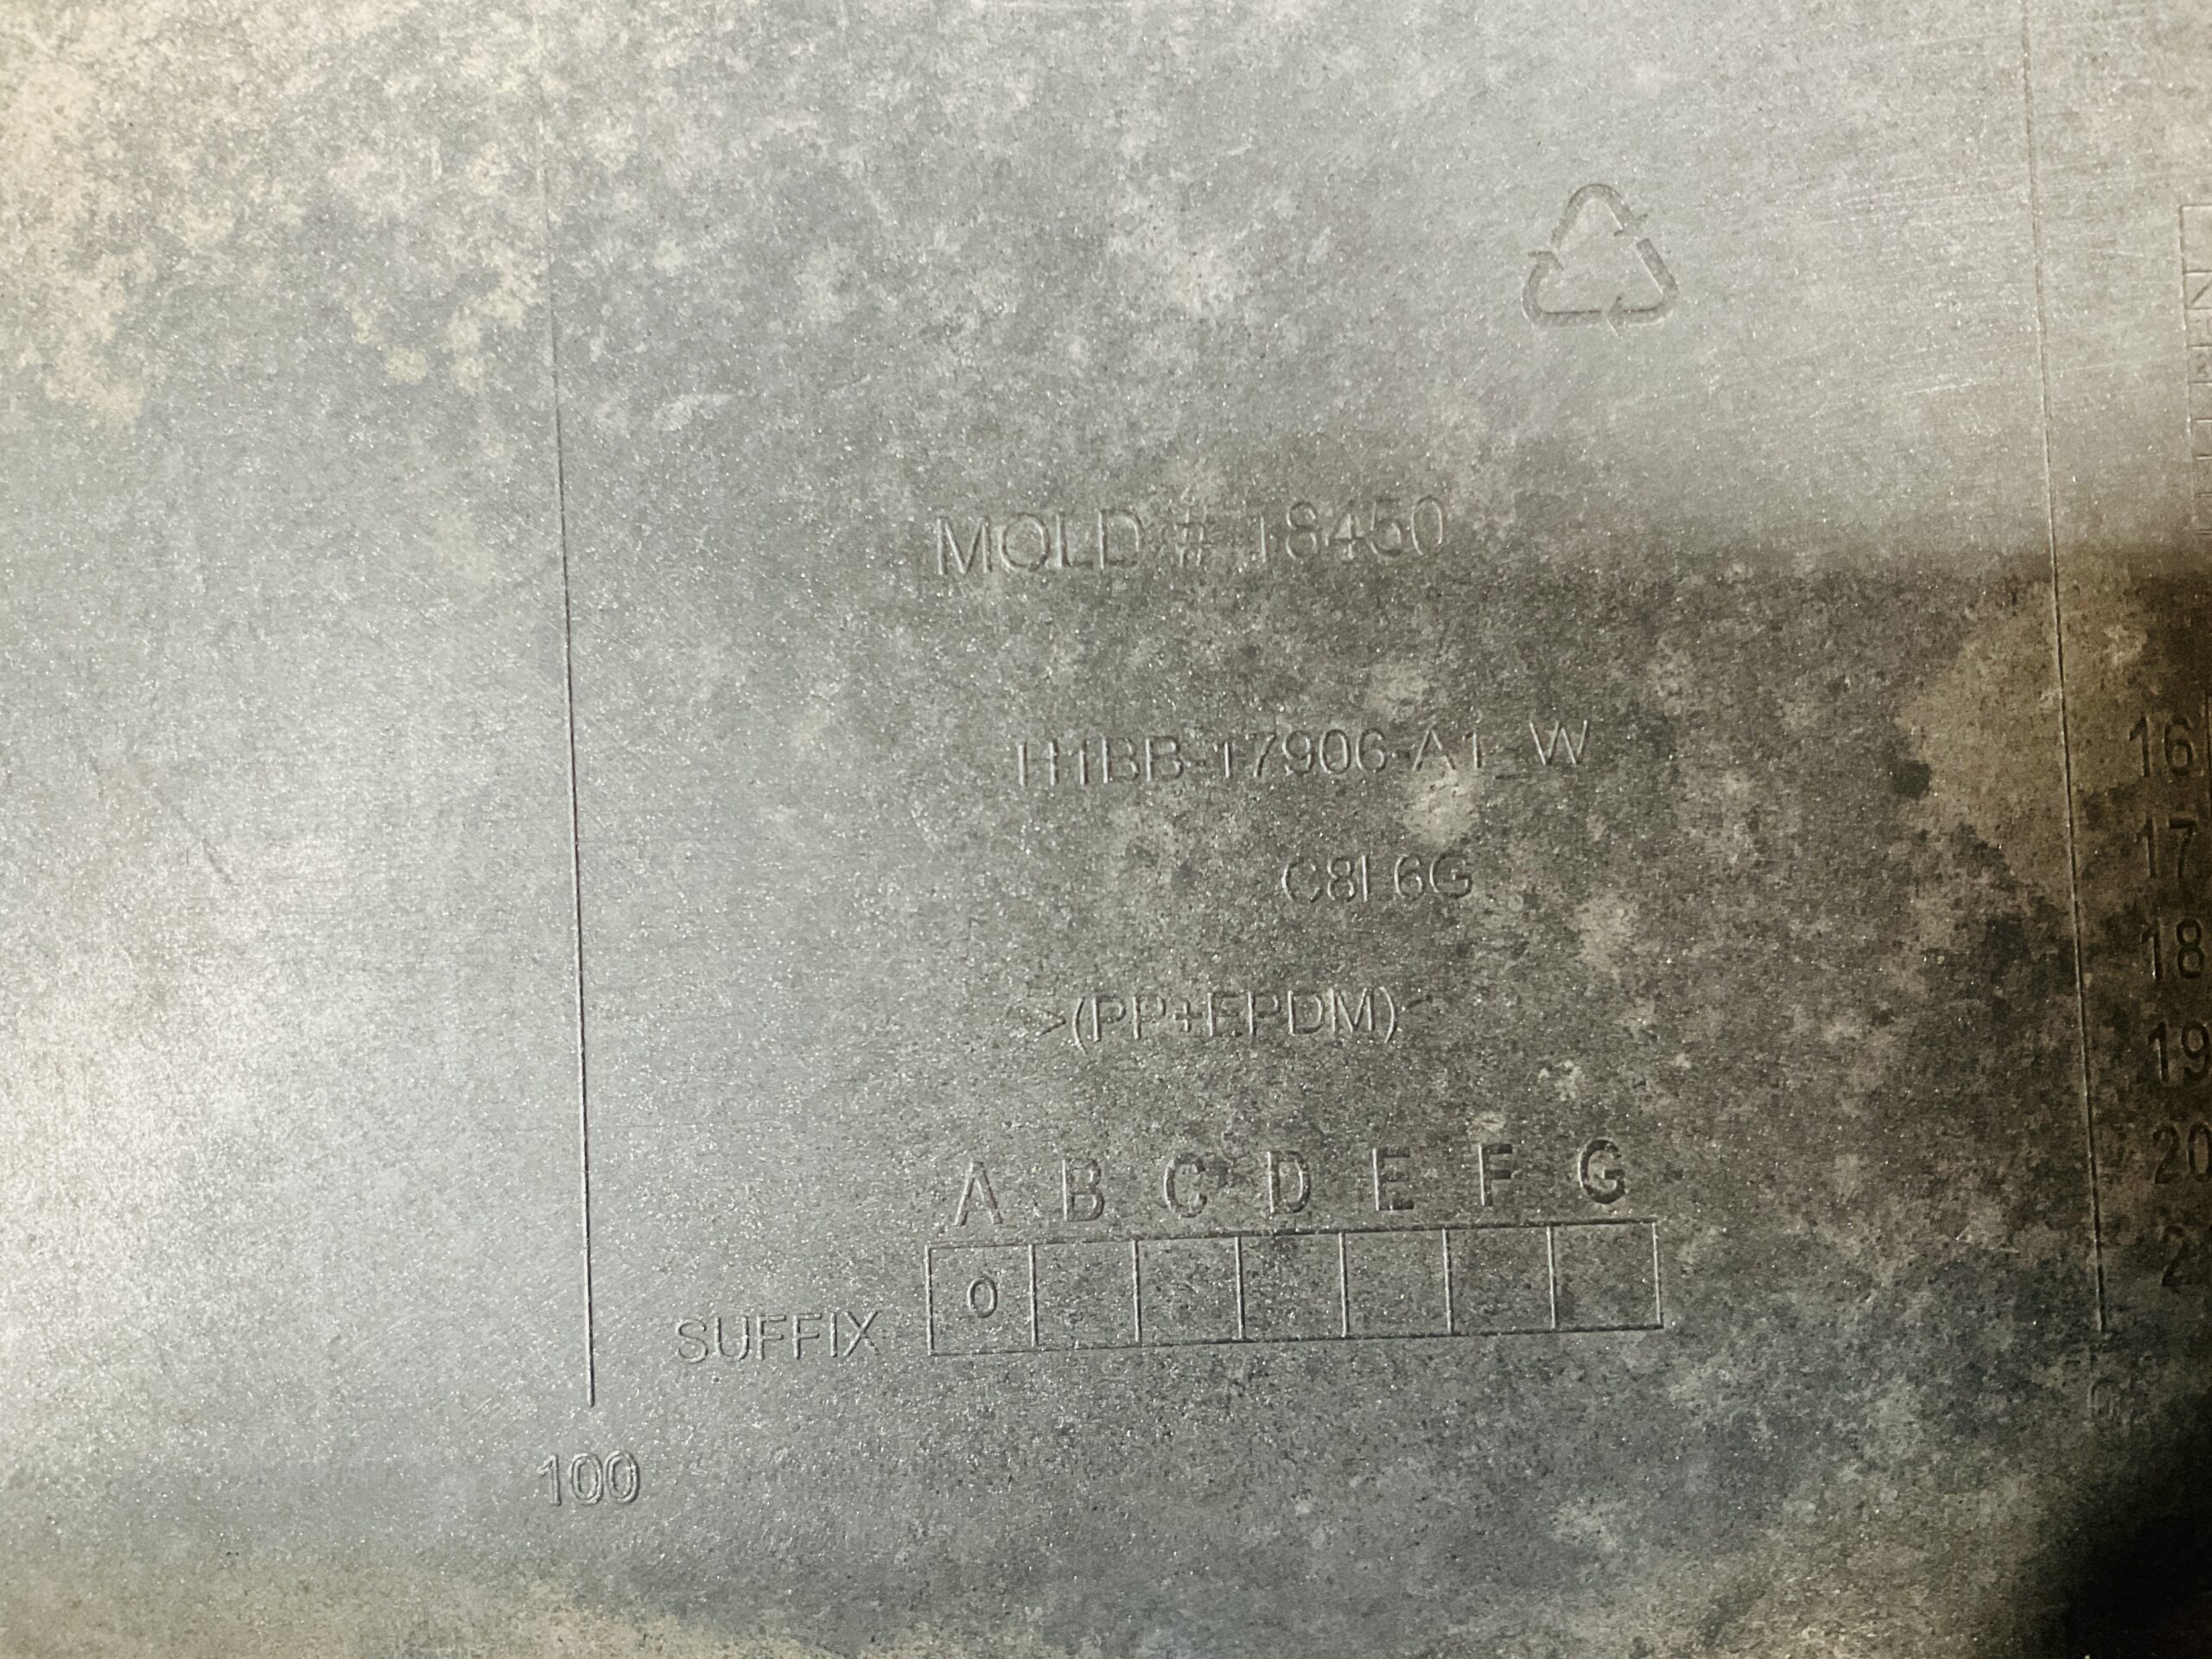 MOLD # 18450
H1BB-17906-A1_W
C8L6G
>(PP+EPDM)<
A B C D E F G
SUFFIX 0
100
16
17
18
19
20